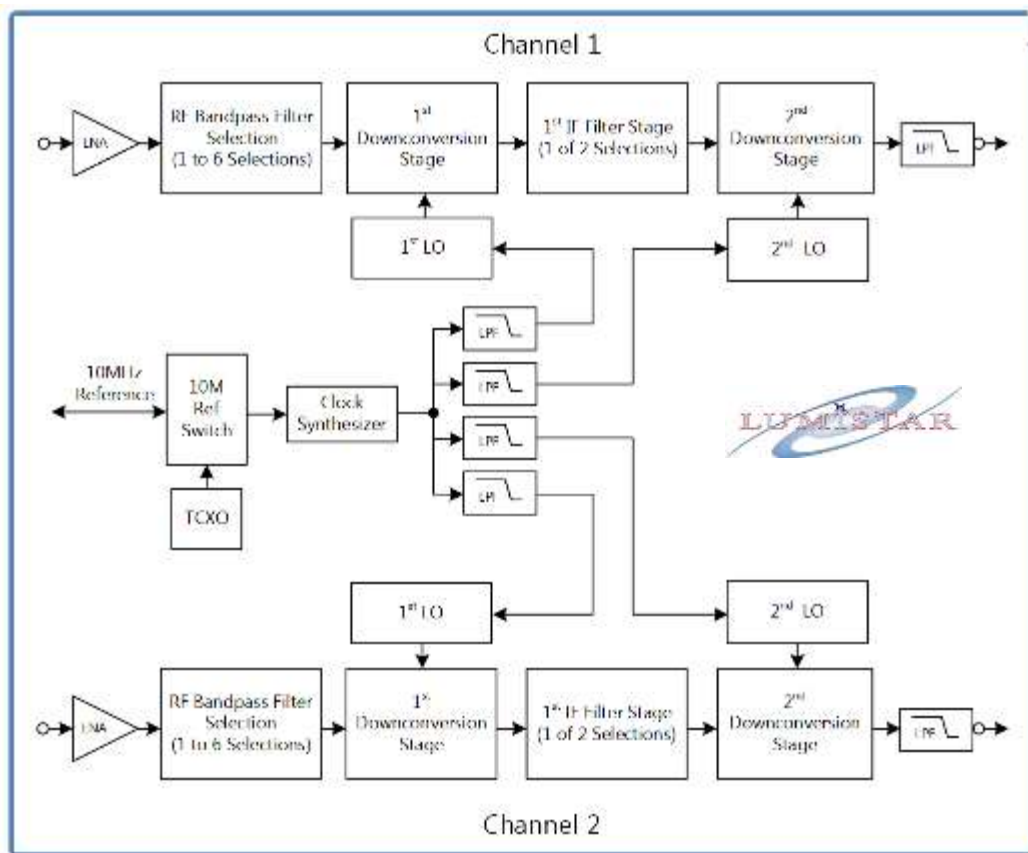 Channel 1
LNA
RF Bandpass Filter
Selection
(1 to 6 Selections)
1st
Downconversion
Stage
1st IF Filter Stage
(1 of 2 Selections)
2nd
Downconversion
Stage
LPF
1st LO
2nd LO
LPF
LPF
LPF
LPF
10MHz
Reference
10M
Ref
Switch
Clock
Synthesizer
TCXO
LUMISTAR
1st LO
2nd LO
LNA
RF Bandpass Filter
Selection
(1 to 6 Selections)
1st
Downconversion
Stage
1st IF Filter Stage
(1 of 2 Selections)
2nd
Downconversion
Stage
LPF
Channel 2